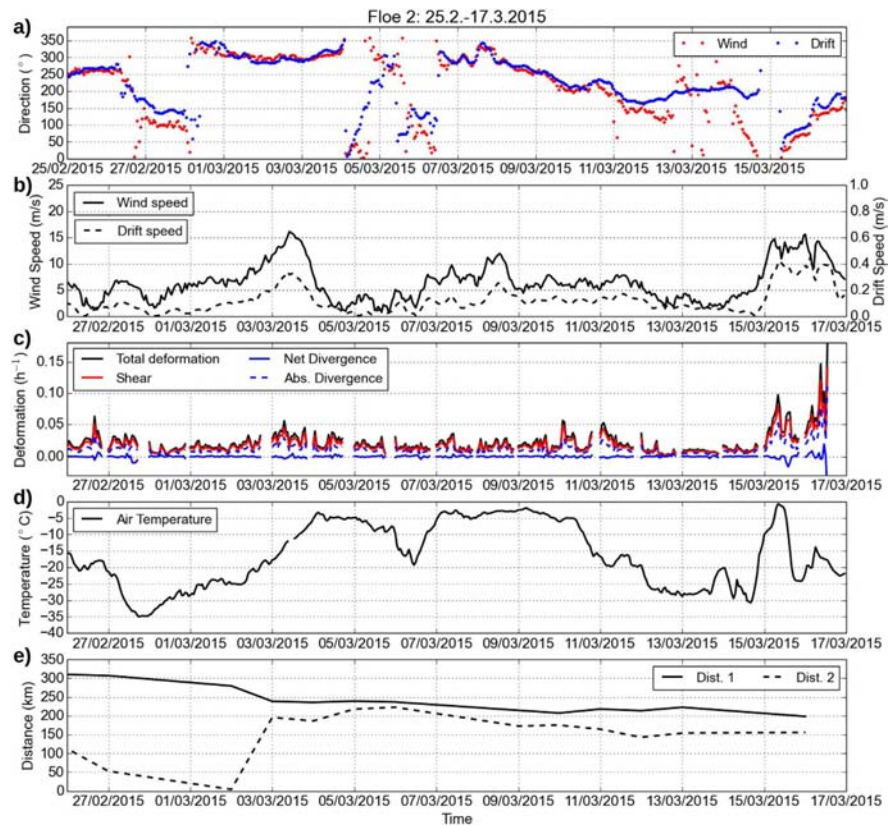 Floe 2: 25.2.-17.3.2015
a)
350
300
250
200
150
100
50
0
Direction (°)
Wind
Drift
25/02/2015 27/02/2015 01/03/2015 03/03/2015 05/03/2015 07/03/2015 09/03/2015 11/03/2015 13/03/2015 15/03/2015
b)
25
20
15
10
5
0
Wind Speed (m/s)
Wind speed
Drift speed
1.0
0.8
0.6
0.4
0.2
0.0
Drift Speed (m/s)
27/02/2015 01/03/2015 03/03/2015 05/03/2015 07/03/2015 09/03/2015 11/03/2015 13/03/2015 15/03/2015 17/03/2015
c)
0.15
0.10
0.05
0.00
Deformation (h⁻¹)
Total deformation
Shear
Net Divergence
Abs. Divergence
27/02/2015 01/03/2015 03/03/2015 05/03/2015 07/03/2015 09/03/2015 11/03/2015 13/03/2015 15/03/2015 17/03/2015
d)
0
−5
−10
−15
−20
−25
−30
−35
−40
Temperature (°C)
Air Temperature
27/02/2015 01/03/2015 03/03/2015 05/03/2015 07/03/2015 09/03/2015 11/03/2015 13/03/2015 15/03/2015 17/03/2015
e)
350
300
250
200
150
100
50
0
Distance (km)
Dist. 1
Dist. 2
27/02/2015 01/03/2015 03/03/2015 05/03/2015 07/03/2015 09/03/2015 11/03/2015 13/03/2015 15/03/2015 17/03/2015
Time